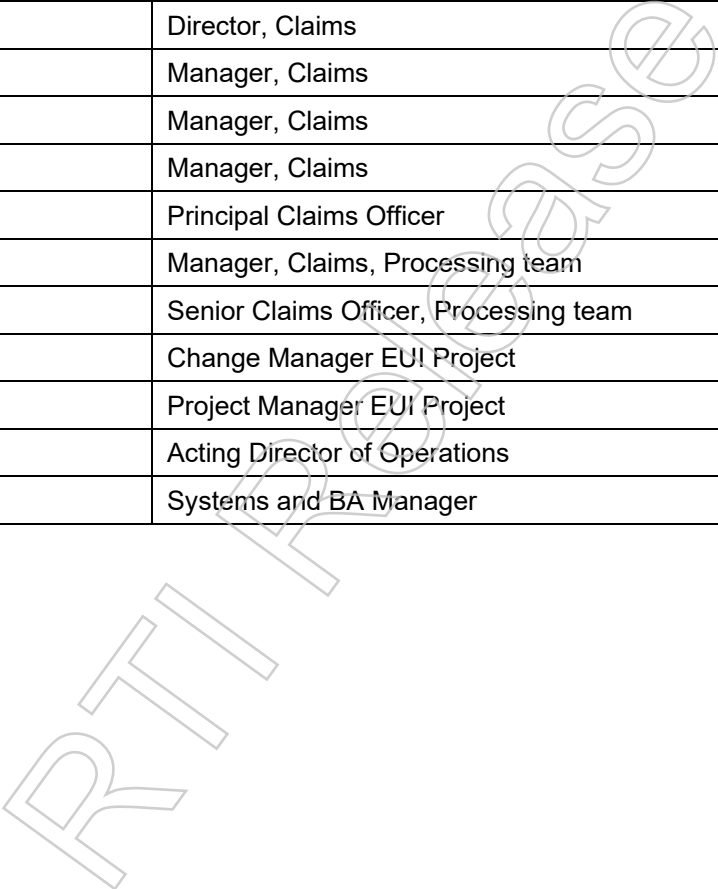 Director, Claims
Manager, Claims
Manager, Claims
Manager, Claims
Principal Claims Officer
Manager, Claims, Processing team
Senior Claims Officer, Processing team
Change Manager EUI Project
Project Manager EUI Project
Acting Director of Operations
Systems and BA Manager
RTI Release